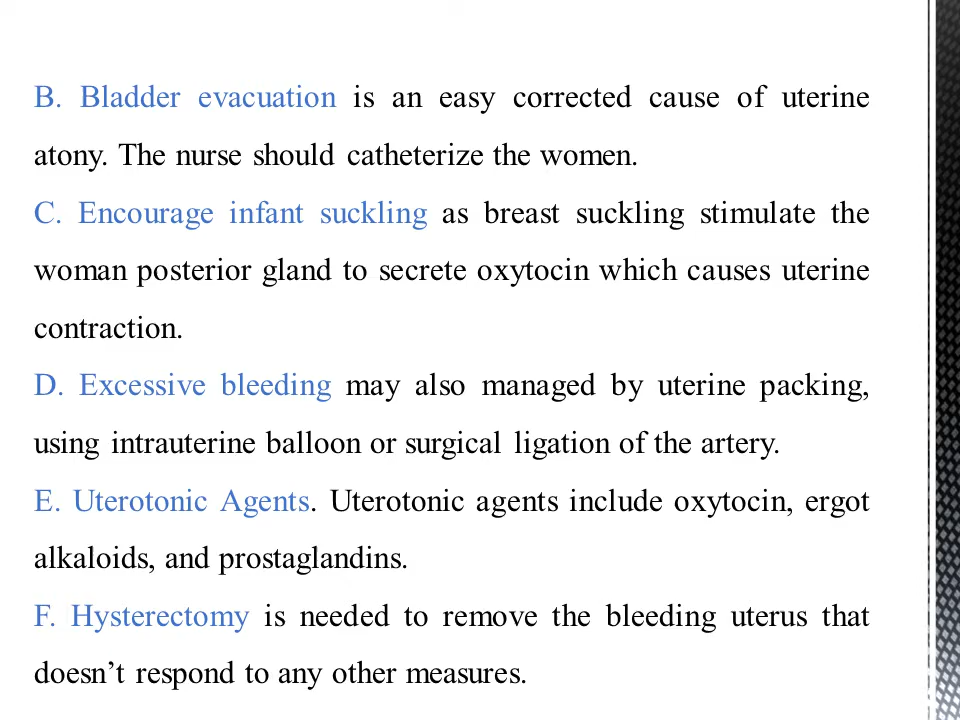 B. Bladder evacuation is an easy corrected cause of uterine
atony. The nurse should catheterize the women.
C. Encourage infant suckling as breast suckling stimulate the
woman posterior gland to secrete oxytocin which causes uterine
contraction.
D. Excessive bleeding may also managed by uterine packing,
using intrauterine balloon or surgical ligation of the artery.
E. Uterotonic Agents. Uterotonic agents include oxytocin, ergot
alkaloids, and prostaglandins.
F. Hysterectomy is needed to remove the bleeding uterus that
doesn’t respond to any other measures.